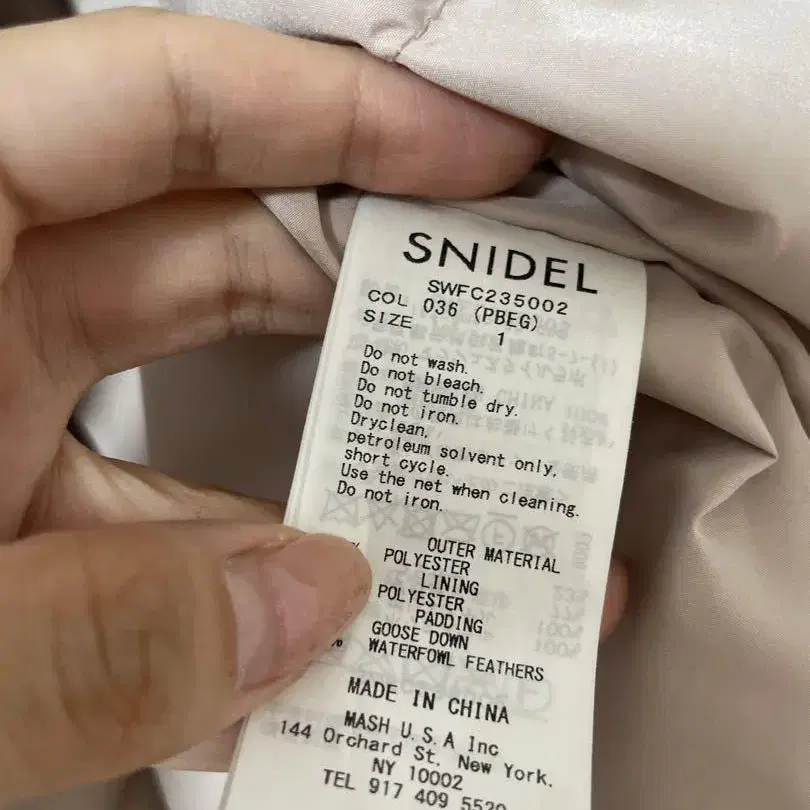 SNIDEL
SWFC235002
COL 036 (PBEG)
SIZE 1
Do not wash.
Do not bleach.
Do not tumble dry.
Do not iron.
Dryclean,
petroleum solvent only,
short cycle.
Use the net when cleaning.
Do not iron.
OUTER MATERIAL
% POLYESTER
LINING
POLYESTER
PADDING
GOOSE DOWN
% WATERFOWL FEATHERS
MADE IN CHINA
MASH U.S.A Inc
144 Orchard St. New York.
NY 10002
TEL 917 409 5520